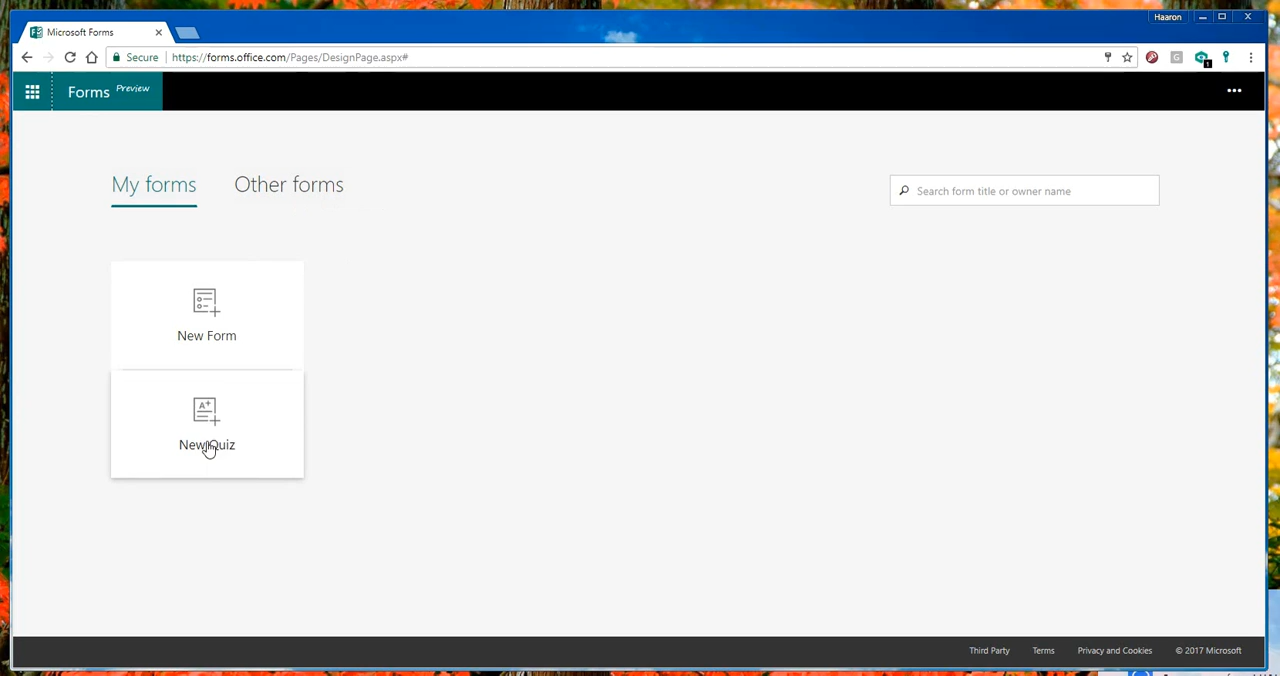 Haaron
Microsoft Forms
Secure https://forms.office.com/Pages/DesignPage.aspx#
G
1
Forms Preview
My forms Other forms
Search form title or owner name
New Form
A+
New Quiz
Third Party Terms Privacy and Cookies © 2017 Microsoft